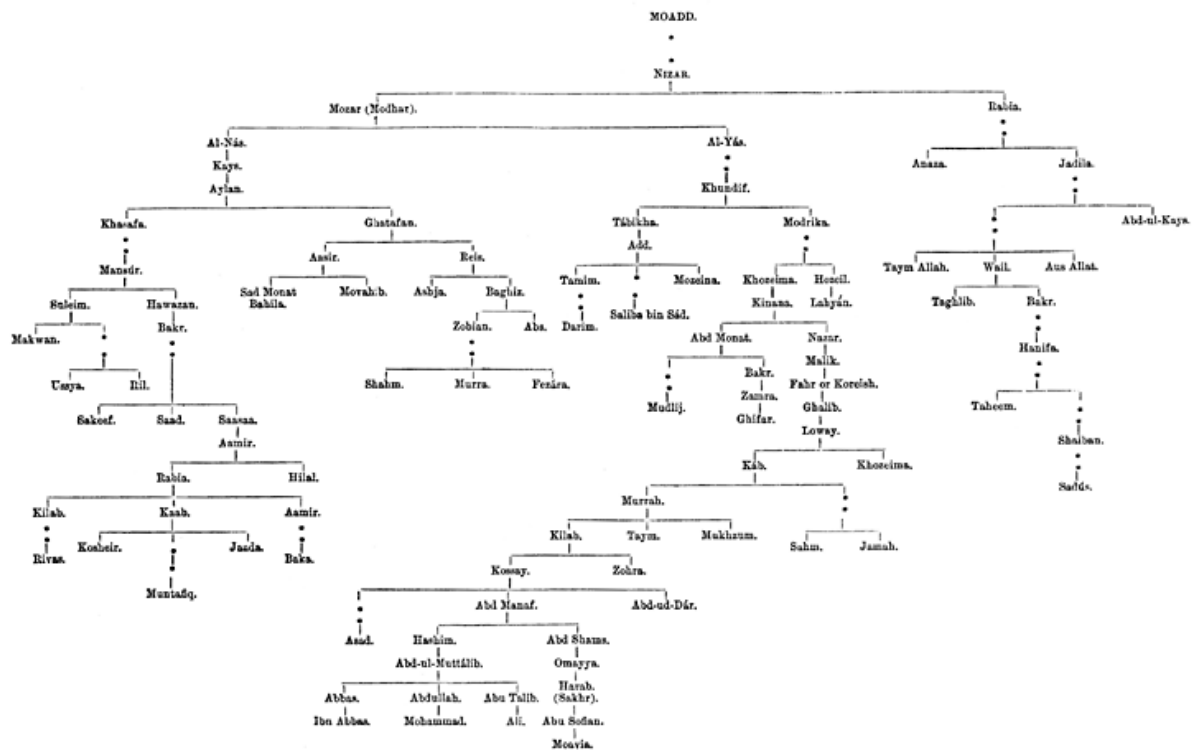 MOADD.
NIZAR.
Mozar (Modhar). Rabia.
Al-Nás. Al-Yás. Anaza. Jadila.
Kays.
Aylan. Khundif.
Khasafa. Ghatafan. Tábikha. Modrika. Abd-ul-Kays.
Aasir. Reis. Add.
Mansúr. Taym Allah. Wail. Aus Allat.
Sad Monat Movahib. Ashja. Baghiz. Tamim. Mozeina. Khozeima. Hozeil.
Bahila.
Suleim. Hawazan. Kinana. Lahyán. Taghlib. Bakr.
Saliba bin Sád.
Makwan. Bakr. Zobian. Abs. Darim. Abd Monat. Nazar.
Hanifa.
Malik.
Ussya. Ril. Shahm. Murra. Fezára. Bakr. Fahr or Koreish.
Zamra.
Mudlij. Ghalib. Taheem.
Sakeef. Saad. Saasaa. Ghifar.
Loway.
Aamir. Shaiban.
Káb. Khozeima.
Rabia. Hilal. Sadús.
Murrah.
Kilab. Kaab. Aamir.
Kilab. Taym. Mukhzum. Sahm. Jamah.
Kosheir. Jaada.
Rivas. Baka. Kossay. Zohra.
Muntafiq.
Abd Manaf. Abd-ud-Dár.
Asad. Hashim. Abd Shams.
Abd-ul-Muttálib. Omayya.
Harab.
Abbas. Abdullah. Abu Talib. (Sakhr).
Ibn Abbas. Mohammad. Ali. Abu Sofian.
Moavia.